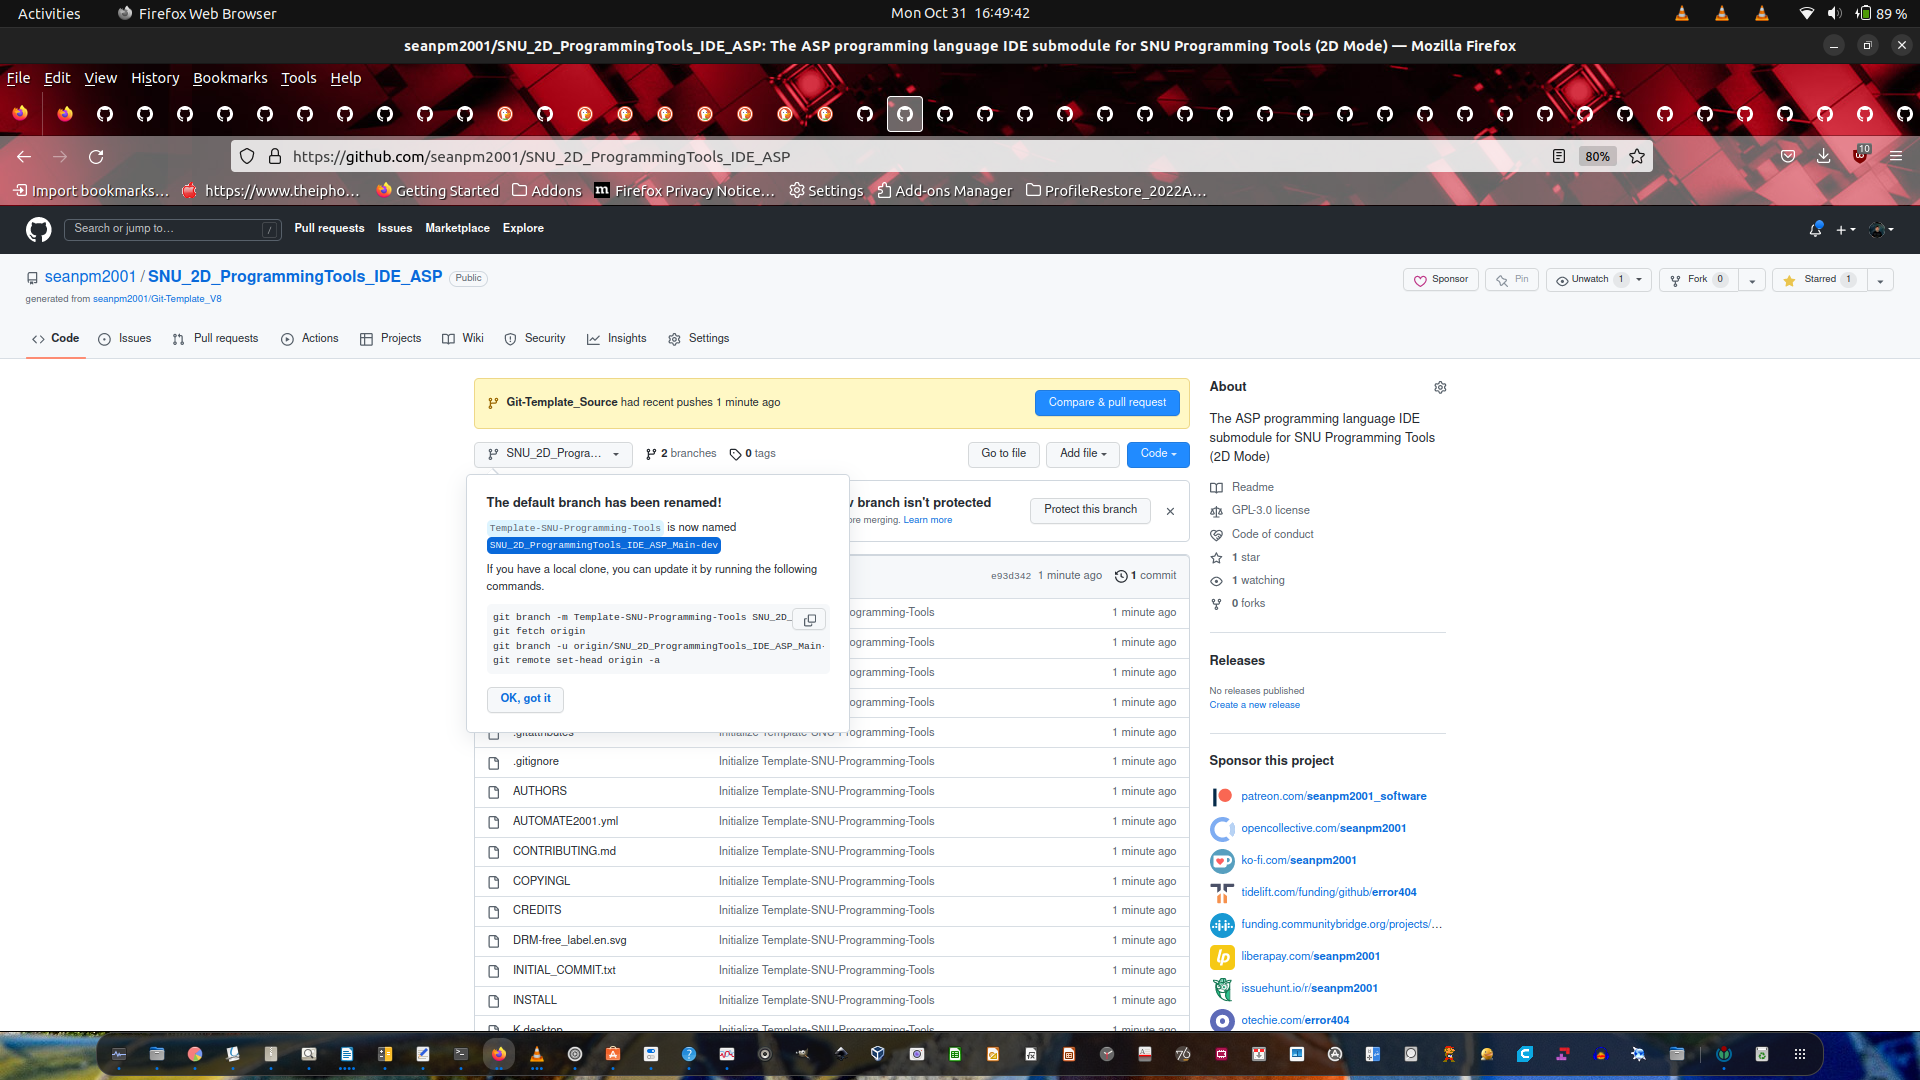 Activities
Firefox Web Browser
Mon Oct 31 16:49:42
89 %
seanpm2001/SNU_2D_ProgrammingTools_IDE_ASP: The ASP programming language IDE submodule for SNU Programming Tools (2D Mode) — Mozilla Firefox
File Edit View History Bookmarks Tools Help
https://github.com/seanpm2001/SNU_2D_ProgrammingTools_IDE_ASP
80%
10
Import bookmarks…
https://www.theipho…
Getting Started
Addons
Firefox Privacy Notice…
Settings
Add-ons Manager
ProfileRestore_2022A…
Search or jump to…
/
Pull requests
Issues
Marketplace
Explore
seanpm2001 / SNU_2D_ProgrammingTools_IDE_ASP
Public
generated from seanpm2001/Git-Template_V8
Sponsor
Pin
Unwatch 1
Fork 0
Starred 1
Code
Issues
Pull requests
Actions
Projects
Wiki
Security
Insights
Settings
Git-Template_Source had recent pushes 1 minute ago
Compare & pull request
SNU_2D_Progra…
2 branches
0 tags
Go to file
Add file
Code
The default branch has been renamed!
Template-SNU-Programming-Tools is now named
SNU_2D_ProgrammingTools_IDE_ASP_Main-dev
If you have a local clone, you can update it by running the following
commands.
git branch -m Template-SNU-Programming-Tools SNU_2D_
git fetch origin
git branch -u origin/SNU_2D_ProgrammingTools_IDE_ASP_Main-
git remote set-head origin -a
OK, got it
branch isn't protected
ore merging. Learn more
Protect this branch
e93d342 1 minute ago
1 commit
ogramming-Tools 1 minute ago
ogramming-Tools 1 minute ago
ogramming-Tools 1 minute ago
ogramming-Tools 1 minute ago
.gitattributes Initialize Template-SNU-Programming-Tools 1 minute ago
.gitignore Initialize Template-SNU-Programming-Tools 1 minute ago
AUTHORS Initialize Template-SNU-Programming-Tools 1 minute ago
AUTOMATE2001.yml Initialize Template-SNU-Programming-Tools 1 minute ago
CONTRIBUTING.md Initialize Template-SNU-Programming-Tools 1 minute ago
COPYINGL Initialize Template-SNU-Programming-Tools 1 minute ago
CREDITS Initialize Template-SNU-Programming-Tools 1 minute ago
DRM-free_label.en.svg Initialize Template-SNU-Programming-Tools 1 minute ago
INITIAL_COMMIT.txt Initialize Template-SNU-Programming-Tools 1 minute ago
INSTALL Initialize Template-SNU-Programming-Tools 1 minute ago
K.desktop Initialize Template-SNU-Programming-Tools 1 minute ago
About
The ASP programming language IDE
submodule for SNU Programming Tools
(2D Mode)
Readme
GPL-3.0 license
Code of conduct
1 star
1 watching
0 forks
Releases
No releases published
Create a new release
Sponsor this project
patreon.com/seanpm2001_software
opencollective.com/seanpm2001
ko-fi.com/seanpm2001
tidelift.com/funding/github/error404
funding.communitybridge.org/projects/…
liberapay.com/seanpm2001
issuehunt.io/r/seanpm2001
otechie.com/error404